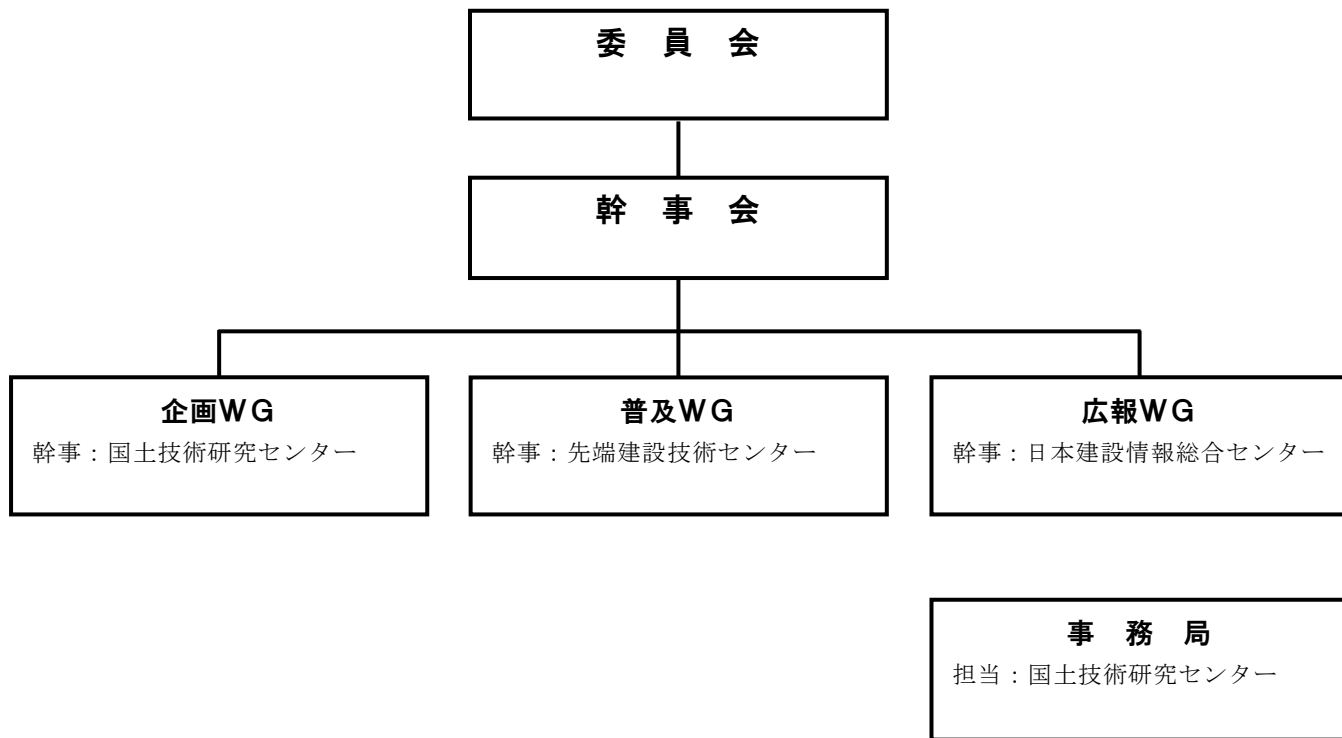 委　員　会
幹　事　会
企画ＷＧ
幹事：国土技術研究センター
普及ＷＧ
幹事：先端建設技術センター
広報ＷＧ
幹事：日本建設情報総合センター
事　務　局
担当：国土技術研究センター